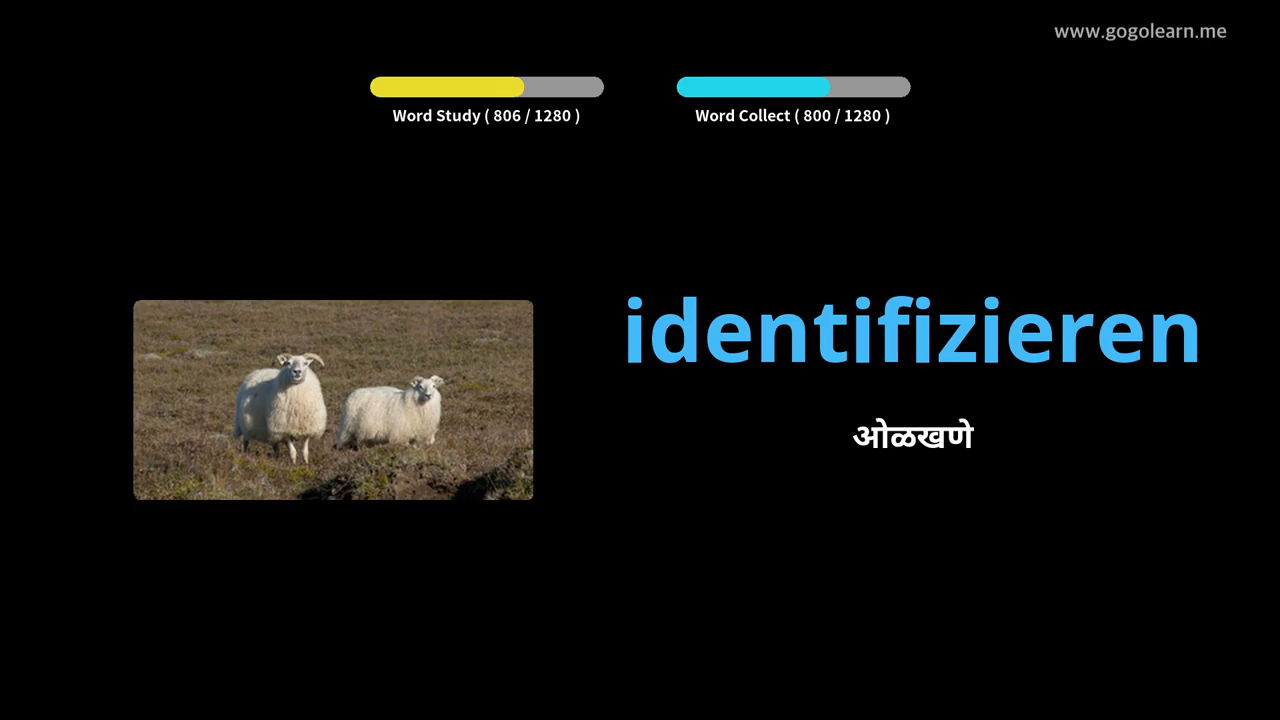 www.gogolearn.me
Word Study ( 806 / 1280 )
Word Collect ( 800 / 1280 )
identifizieren
ओळखणे